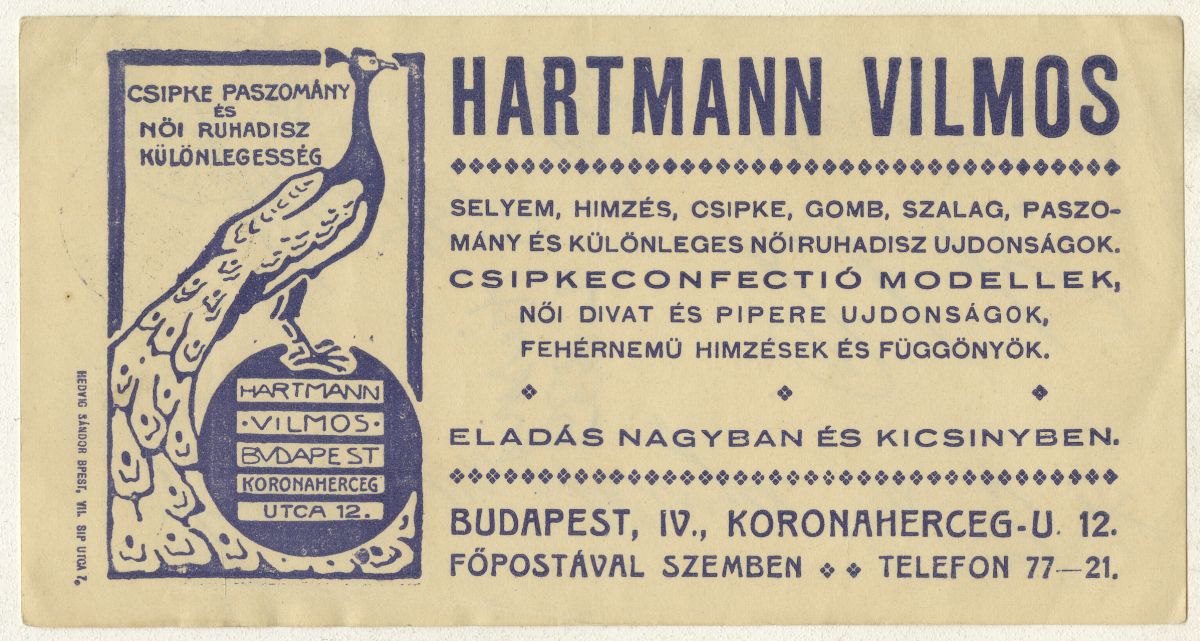 CSIPKE PASZOMÁNY
ÉS
NŐI RUHADISZ
KÜLÖNLEGESSÉG
HARTMANN
·VILMOS·
BUDAPEST
KORONAHERCEG
UTCA 12.
HEDVIG SÁNDOR BPEST, VII. SIP UTCA 7.
HARTMANN VILMOS
SELYEM, HIMZÉS, CSIPKE, GOMB, SZALAG, PASZO-
MÁNY ÉS KÜLÖNLEGES NŐI RUHADISZ UJDONSÁGOK.
CSIPKECONFECTIÓ MODELLEK,
NŐI DIVAT ÉS PIPERE UJDONSÁGOK,
FEHÉRNEMÜ HIMZÉSEK ÉS FÜGGÖNYÖK.
ELADÁS NAGYBAN ÉS KICSINYBEN.
BUDAPEST, IV., KORONAHERCEG-U. 12.
FŐPOSTÁVAL SZEMBEN TELEFON 77—21.